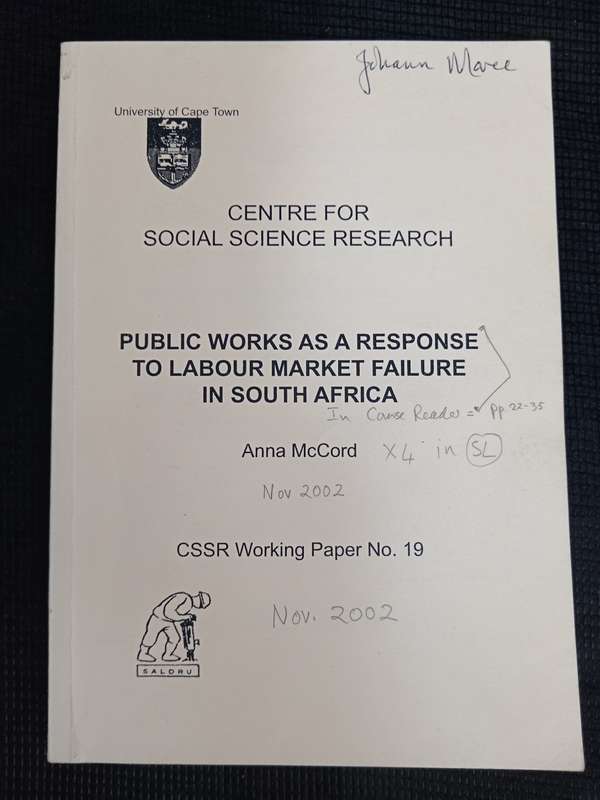 Johann Maree
University of Cape Town
CENTRE FOR
SOCIAL SCIENCE RESEARCH
PUBLIC WORKS AS A RESPONSE
TO LABOUR MARKET FAILURE
IN SOUTH AFRICA
In Course Reader = pp. 22-35
Anna McCord X4 in SL
Nov 2002
CSSR Working Paper No. 19
Nov. 2002
SALDRU